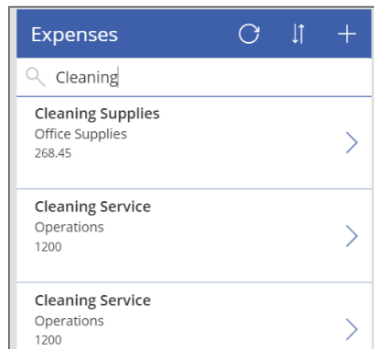 Expenses
Cleaning
Cleaning Supplies
Office Supplies
268.45
Cleaning Service
Operations
1200
Cleaning Service
Operations
1200